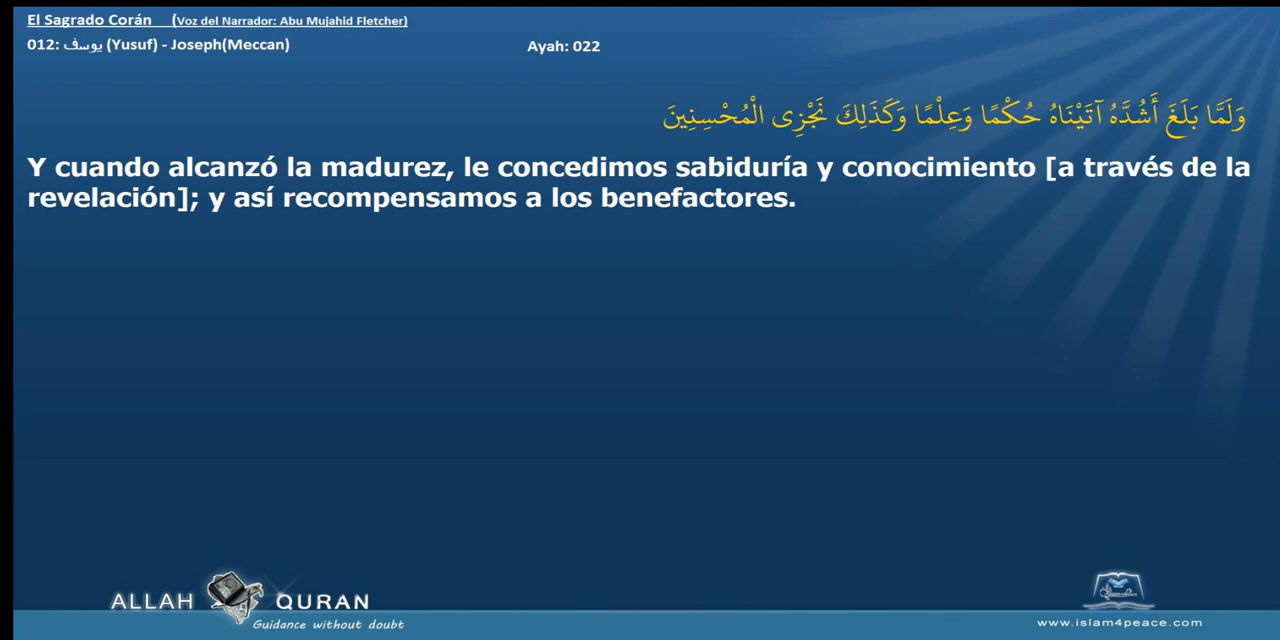 El Sagrado Corán (Voz del Narrador: Abu Mujahid Fletcher)
012: يوسف (Yusuf) - Joseph(Meccan) Ayah: 022
وَلَمَّا بَلَغَ أَشُدَّهُ آتَيْنَاهُ حُكْمًا وَعِلْمًا وَكَذَلِكَ نَجْزِى الْمُحْسِنِينَ
Y cuando alcanzó la madurez, le concedimos sabiduría y conocimiento [a través de la
revelación]; y así recompensamos a los benefactores.
ALLAH QURAN
Guidance without doubt
www.islam4peace.com